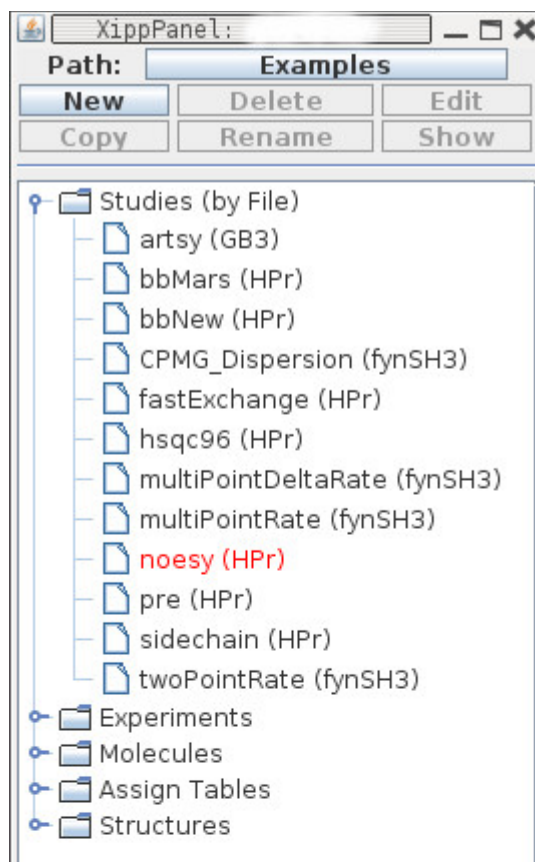 XippPanel:
Path: Examples
New Delete Edit
Copy Rename Show
Studies (by File)
artsy (GB3)
bbMars (HPr)
bbNew (HPr)
CPMG_Dispersion (fynSH3)
fastExchange (HPr)
hsqc96 (HPr)
multiPointDeltaRate (fynSH3)
multiPointRate (fynSH3)
noesy (HPr)
pre (HPr)
sidechain (HPr)
twoPointRate (fynSH3)
Experiments
Molecules
Assign Tables
Structures